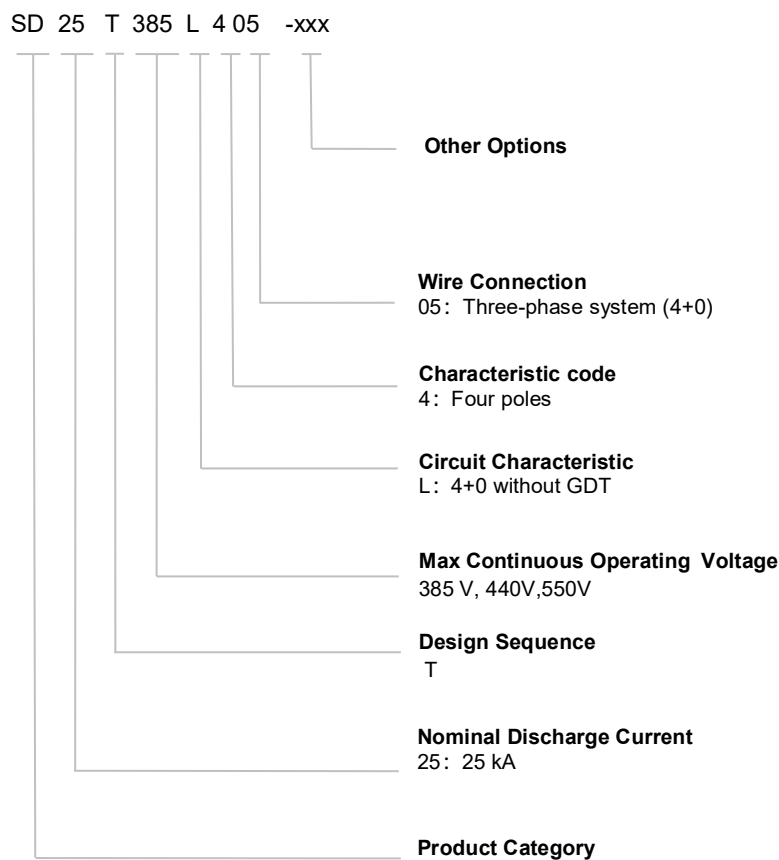 SD 25 T 385 L 4 05 -xxx
Other Options
Wire Connection
05：Three-phase system (4+0)
Characteristic code
4：Four poles
Circuit Characteristic
L：4+0 without GDT
Max Continuous Operating Voltage
385 V, 440V,550V
Design Sequence
T
Nominal Discharge Current
25：25 kA
Product Category